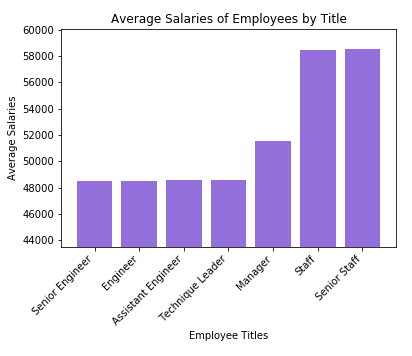 Average Salaries of Employees by Title
Average Salaries
60000
58000
56000
54000
52000
50000
48000
46000
44000
Senior Engineer
Engineer
Assistant Engineer
Technique Leader
Manager
Staff
Senior Staff
Employee Titles